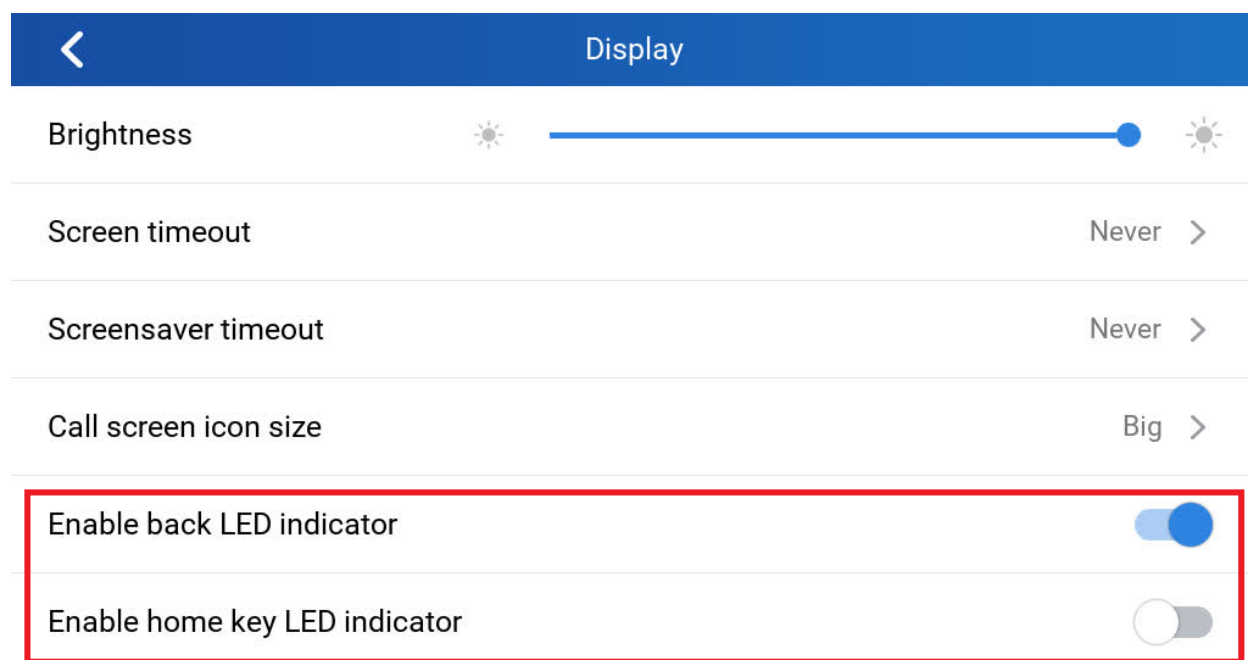 Display
Brightness
Screen timeout Never
Screensaver timeout Never
Call screen icon size Big
Enable back LED indicator
Enable home key LED indicator